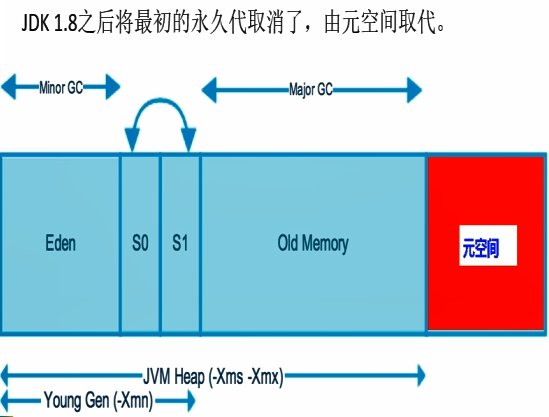 JDK 1.8之后将最初的永久代取消了，由元空间取代。
Minor GC
Major GC
Eden
S0
S1
Old Memory
元空间
JVM Heap (-Xms -Xmx)
Young Gen (-Xmn)